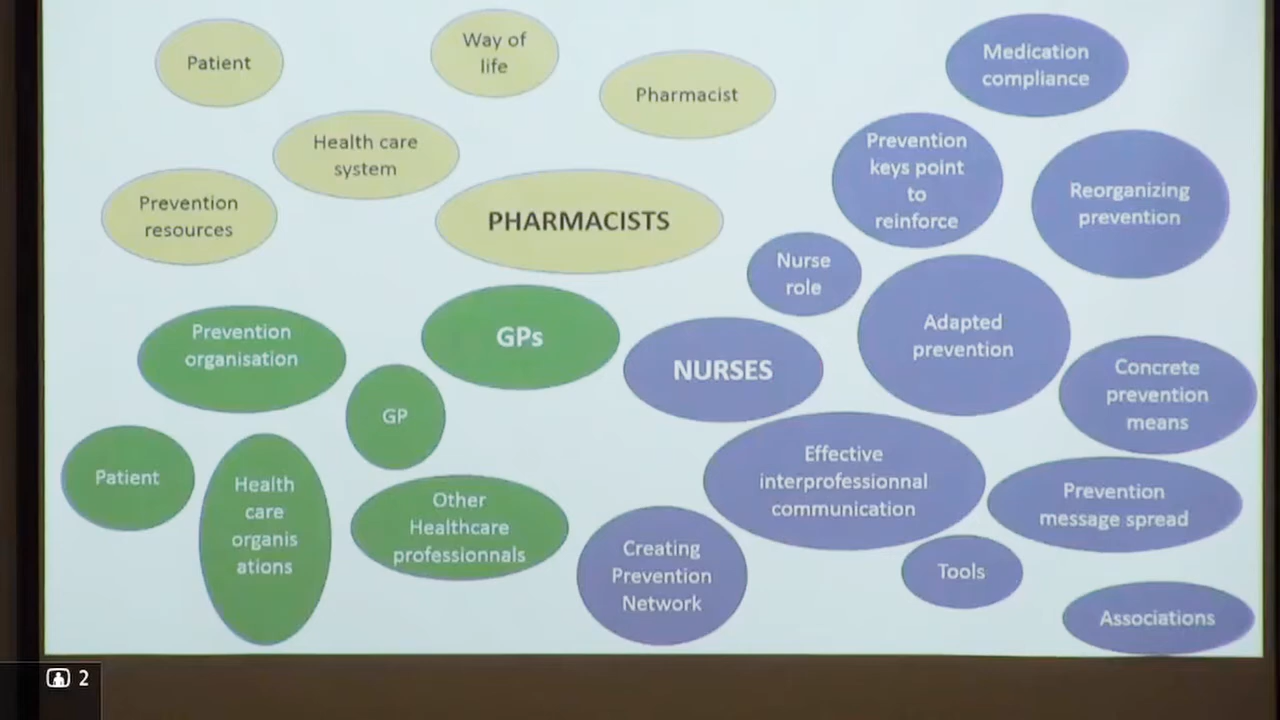 Patient
Way of
life
Pharmacist
Medication
compliance
Health care
system
Prevention
keys point
to
reinforce
Reorganizing
prevention
Prevention
resources
PHARMACISTS
Nurse
role
Prevention
organisation
GPs
Adapted
prevention
NURSES
Concrete
prevention
means
GP
Patient
Health
care
organis
ations
Other
Healthcare
professionnals
Effective
interprofessionnal
communication
Prevention
message spread
Creating
Prevention
Network
Tools
Associations
2